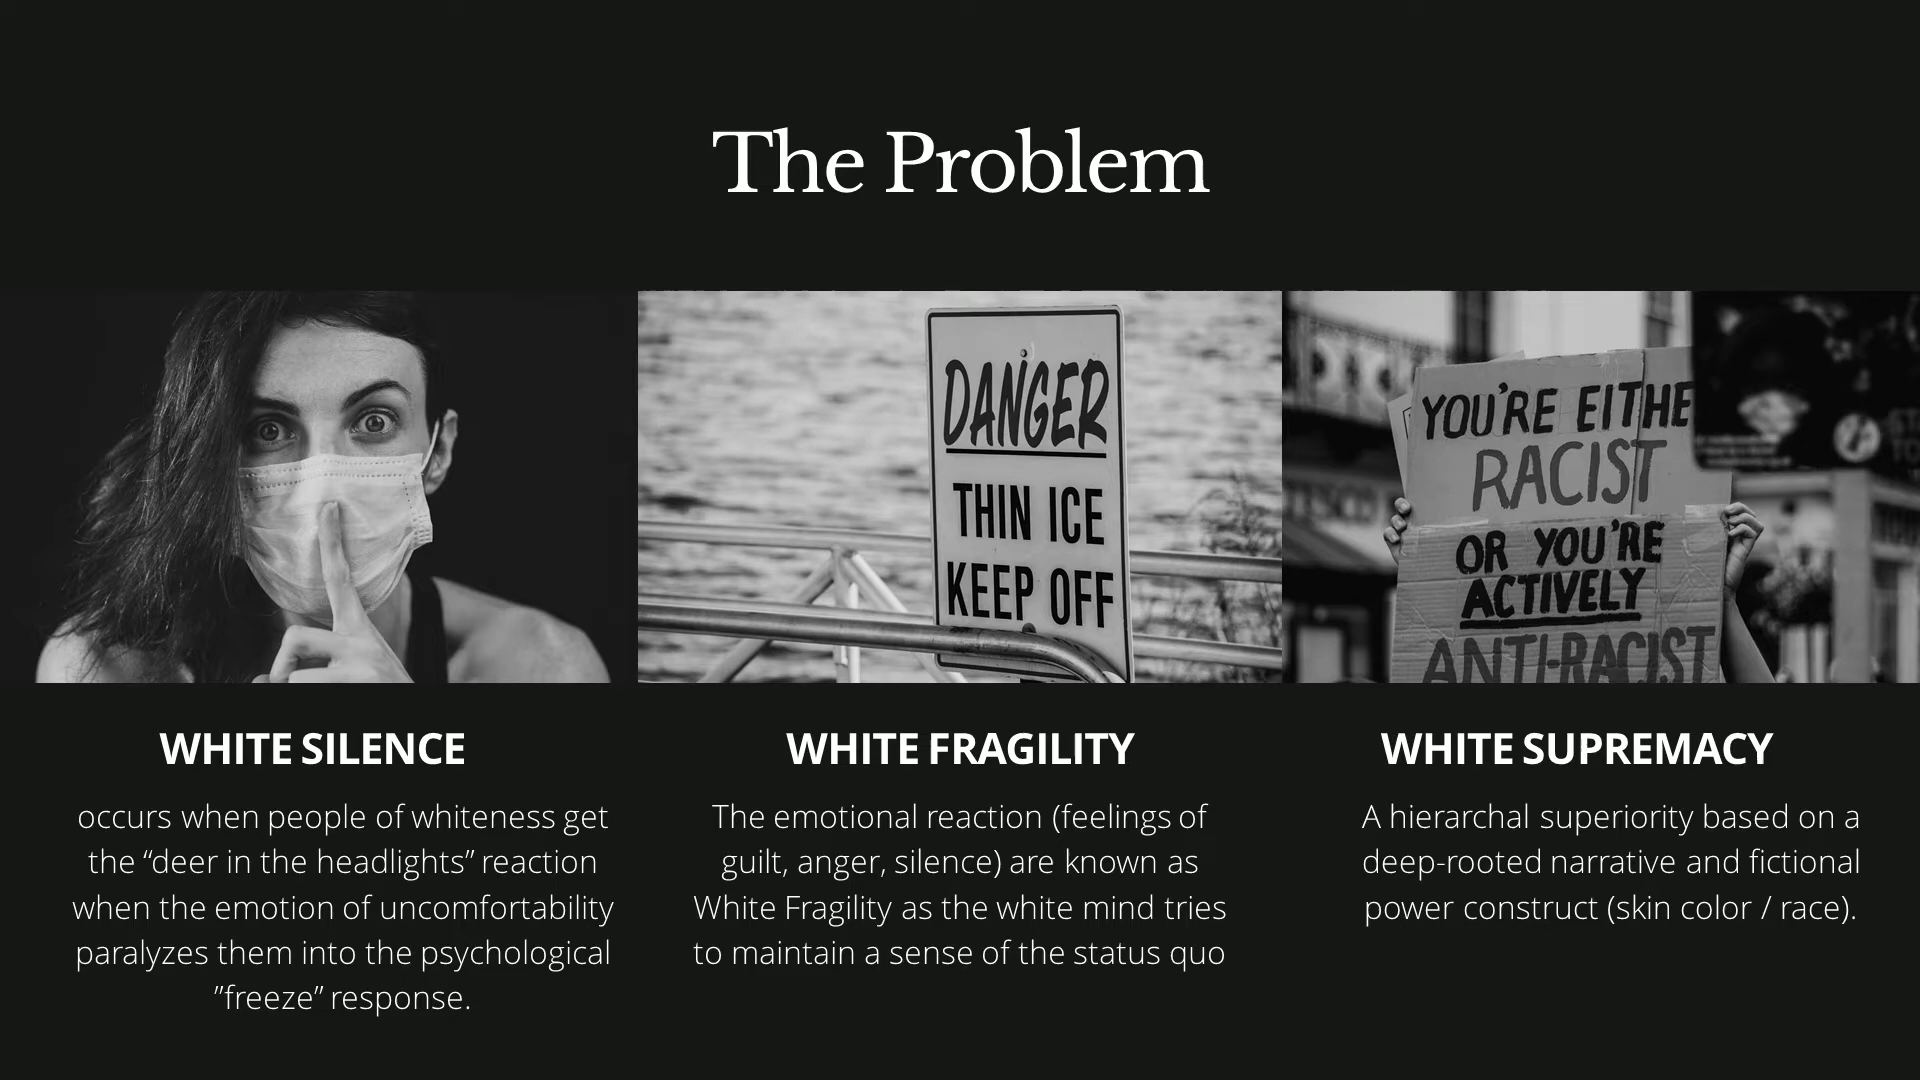 The Problem
DANGER
THIN ICE
KEEP OFF
YOU'RE EITHE
RACIST
OR YOU'RE
ACTIVELY
ANTI-RACIST
WHITE SILENCE
occurs when people of whiteness get
the “deer in the headlights” reaction
when the emotion of uncomfortability
paralyzes them into the psychological
”freeze” response.
WHITE FRAGILITY
The emotional reaction (feelings of
guilt, anger, silence) are known as
White Fragility as the white mind tries
to maintain a sense of the status quo
WHITE SUPREMACY
A hierarchal superiority based on a
deep-rooted narrative and fictional
power construct (skin color / race).